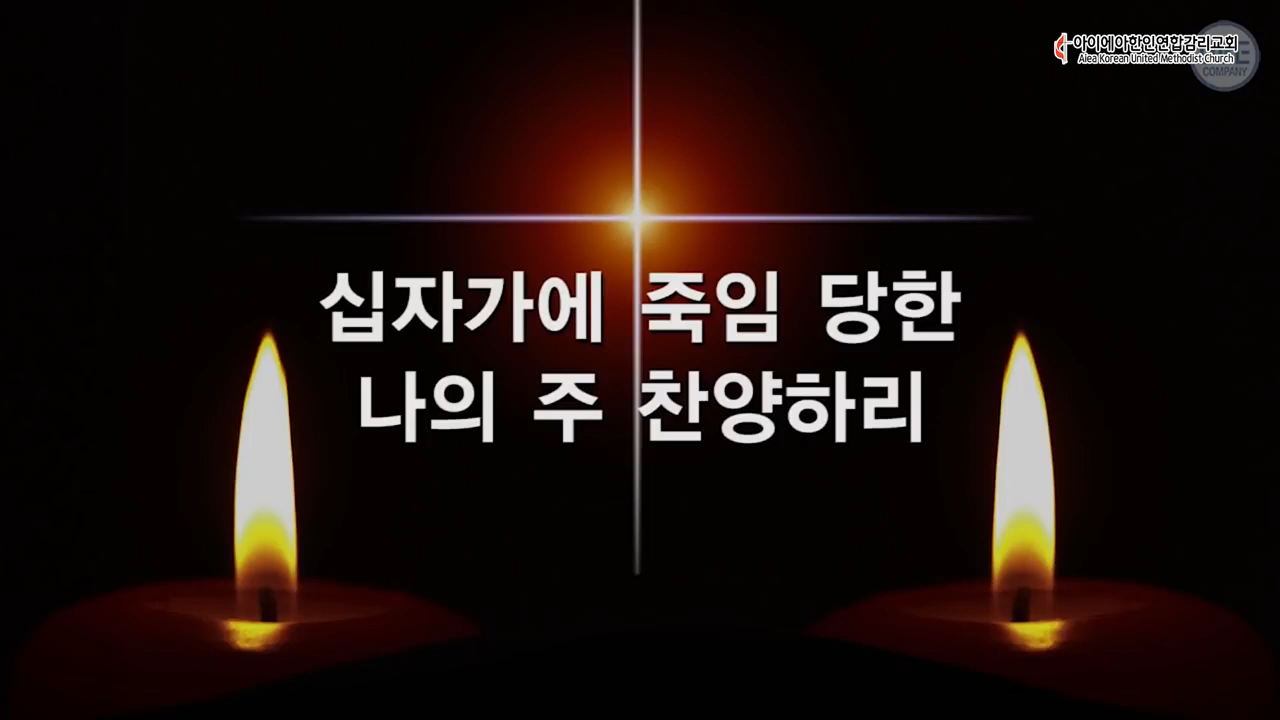 아이에아한인연합감리교회
Aiea Korean United Methodist Church
COMPANY
십자가에 죽임 당한
나의 주 찬양하리